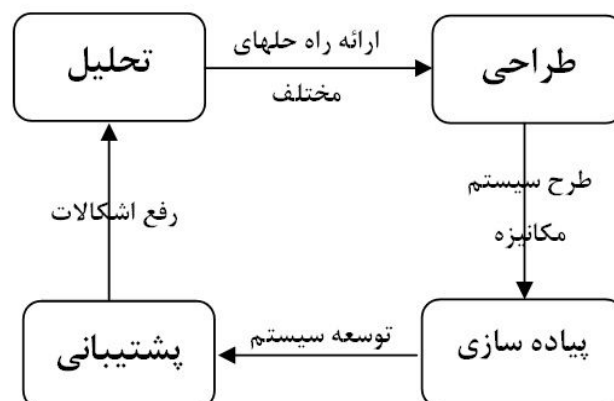 طراحی
ارائه راه حلهای
مختلف
تحلیل
طرح سیستم
مکانیزه
رفع اشکالات
پیاده سازی
توسعه سیستم
پشتیبانی